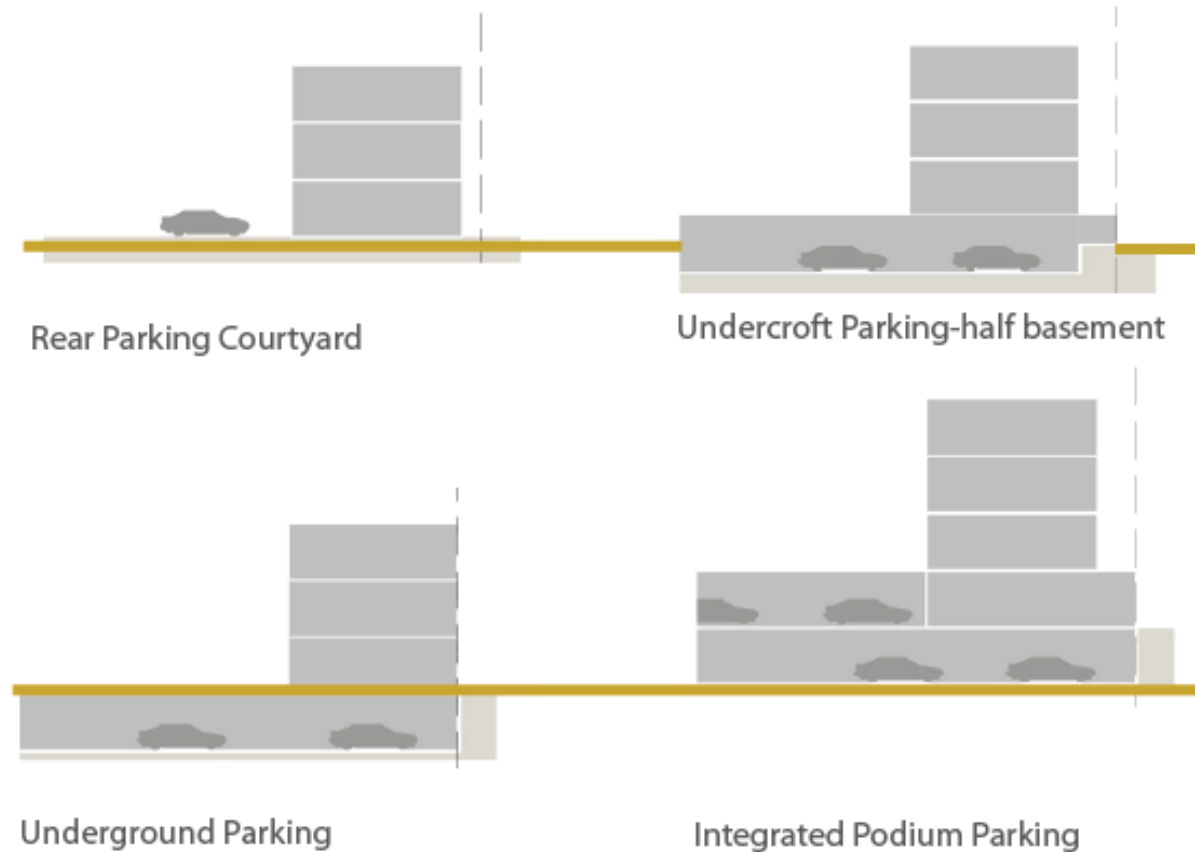 Rear Parking Courtyard
Undercroft Parking-half basement
Underground Parking
Integrated Podium Parking